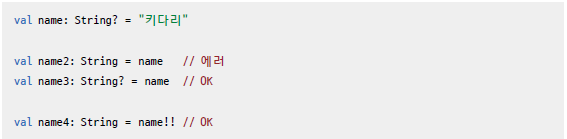 val name: String? = "키다리"
val name2: String = name // 에러
val name3: String? = name // OK
val name4: String = name!! // OK